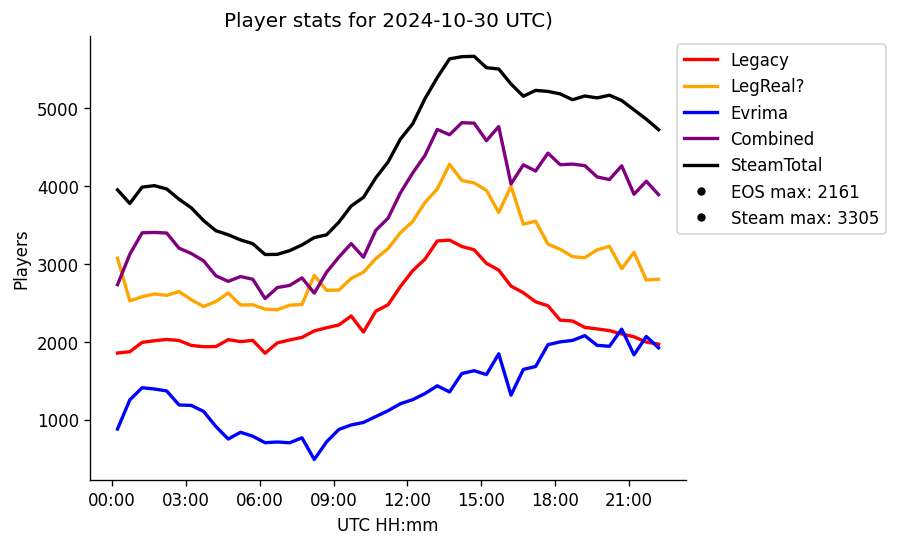 Player stats for 2024-10-30 UTC)
Legacy
LegReal?
Evrima
Combined
SteamTotal
EOS max: 2161
Steam max: 3305
Players
5000
4000
3000
2000
1000
00:00 03:00 06:00 09:00 12:00 15:00 18:00 21:00
UTC HH:mm